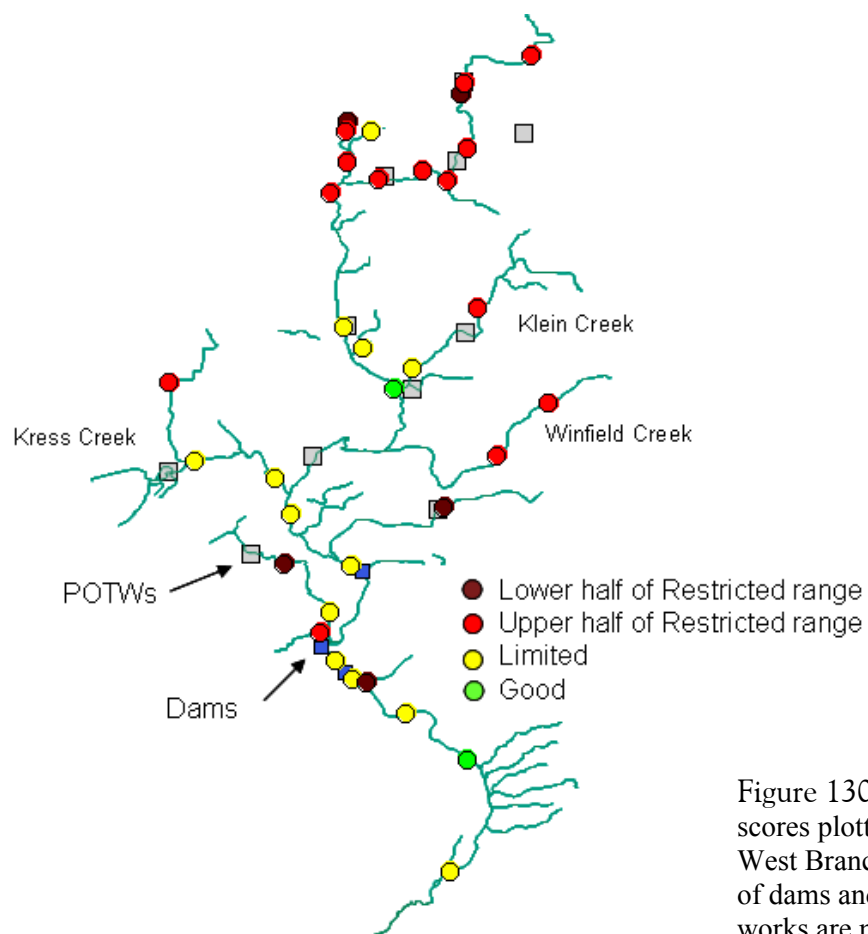 Klein Creek
Kress Creek
Winfield Creek
POTWs
Lower half of Restricted range
Upper half of Restricted range
Limited
Good
Dams
Figure 130
scores plott
West Branc
of dams and
works are